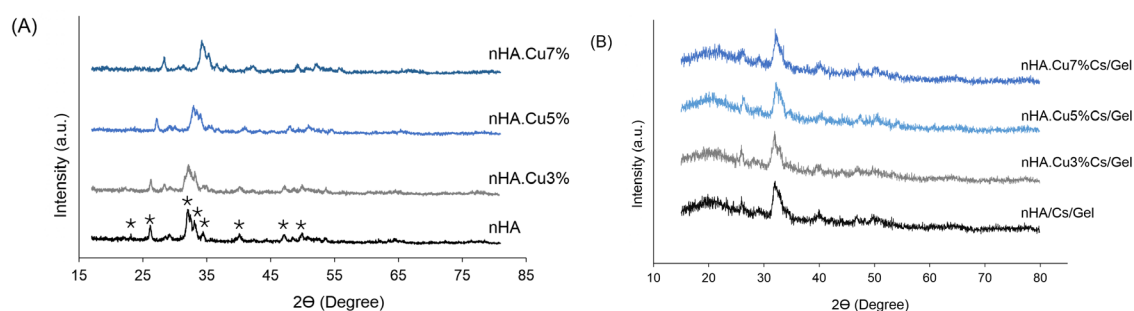 (A)
Intensity (a.u.)
nHA.Cu7%
nHA.Cu5%
nHA.Cu3%
nHA
* * * * * * * *
15 25 35 45 55 65 75 85
2Ɵ (Degree)
(B)
Intensity (a.u.)
nHA.Cu7%Cs/Gel
nHA.Cu5%Cs/Gel
nHA.Cu3%Cs/Gel
nHA/Cs/Gel
10 20 30 40 50 60 70 80
2Ɵ (Degree)